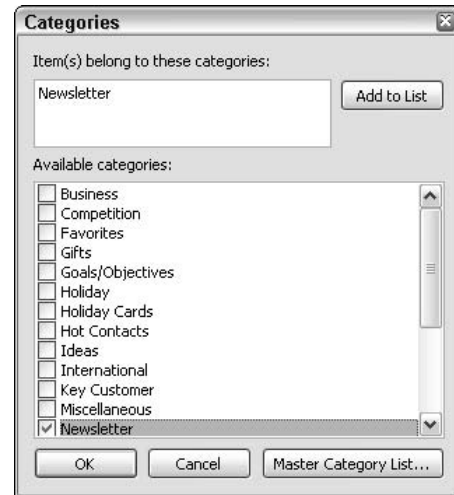 Categories
Item(s) belong to these categories:
Newsletter
Add to List
Available categories:
Business
Competition
Favorites
Gifts
Goals/Objectives
Holiday
Holiday Cards
Hot Contacts
Ideas
International
Key Customer
Miscellaneous
Newsletter
OK Cancel Master Category List...